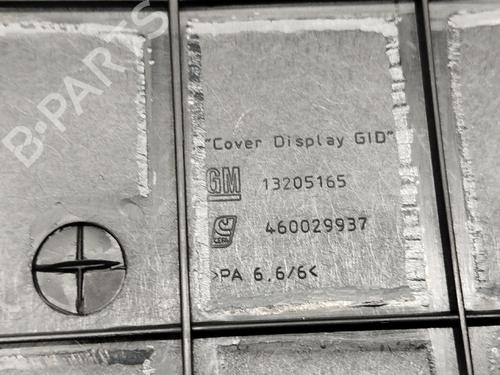 B-PARTS
"Cover Display GID"
GM 13205165
460029937
>PA 6.6/6<